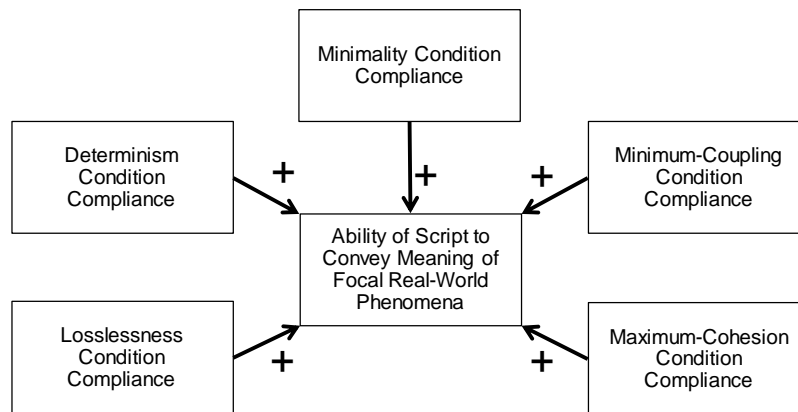 Minimality Condition
Compliance
Determinism
Condition
Compliance
+
+
+
Minimum-Coupling
Condition
Compliance
Ability of Script to
Convey Meaning of
Focal Real-World
Phenomena
Losslessness
Condition
Compliance
+
+
Maximum-Cohesion
Condition
Compliance